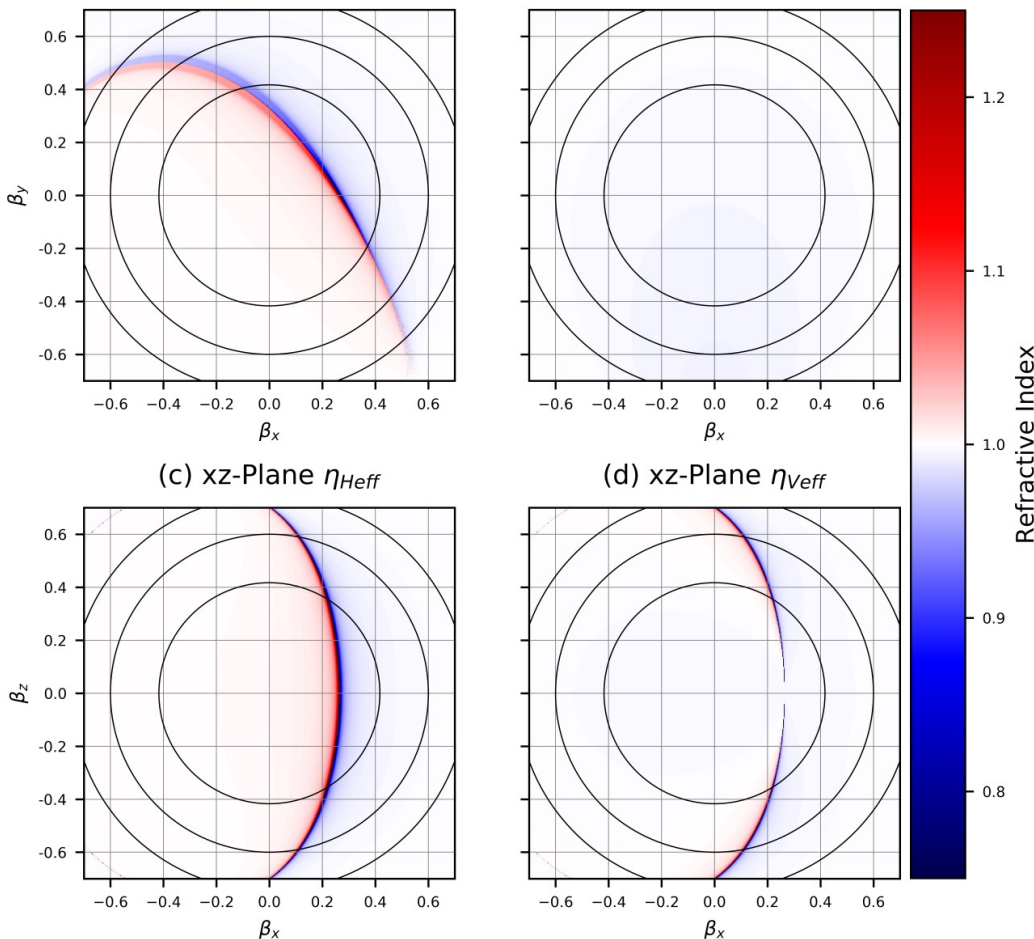 0.6
0.4
0.2
0.0
−0.2
−0.4
-0.6
βy
−0.6 −0.4 −0.2 0.0 0.2 0.4 0.6
βx
−0.6 −0.4 −0.2 0.0 0.2 0.4 0.6
βx
1.2
1.1
1.0
0.9
0.8
Refractive Index
(c) xz-Plane ηHeff
(d) xz-Plane ηVeff
0.6
0.4
0.2
0.0
-0.2
-0.4
-0.6
βz
−0.6 −0.4 −0.2 0.0 0.2 0.4 0.6
βx
−0.6 −0.4 −0.2 0.0 0.2 0.4 0.6
βx